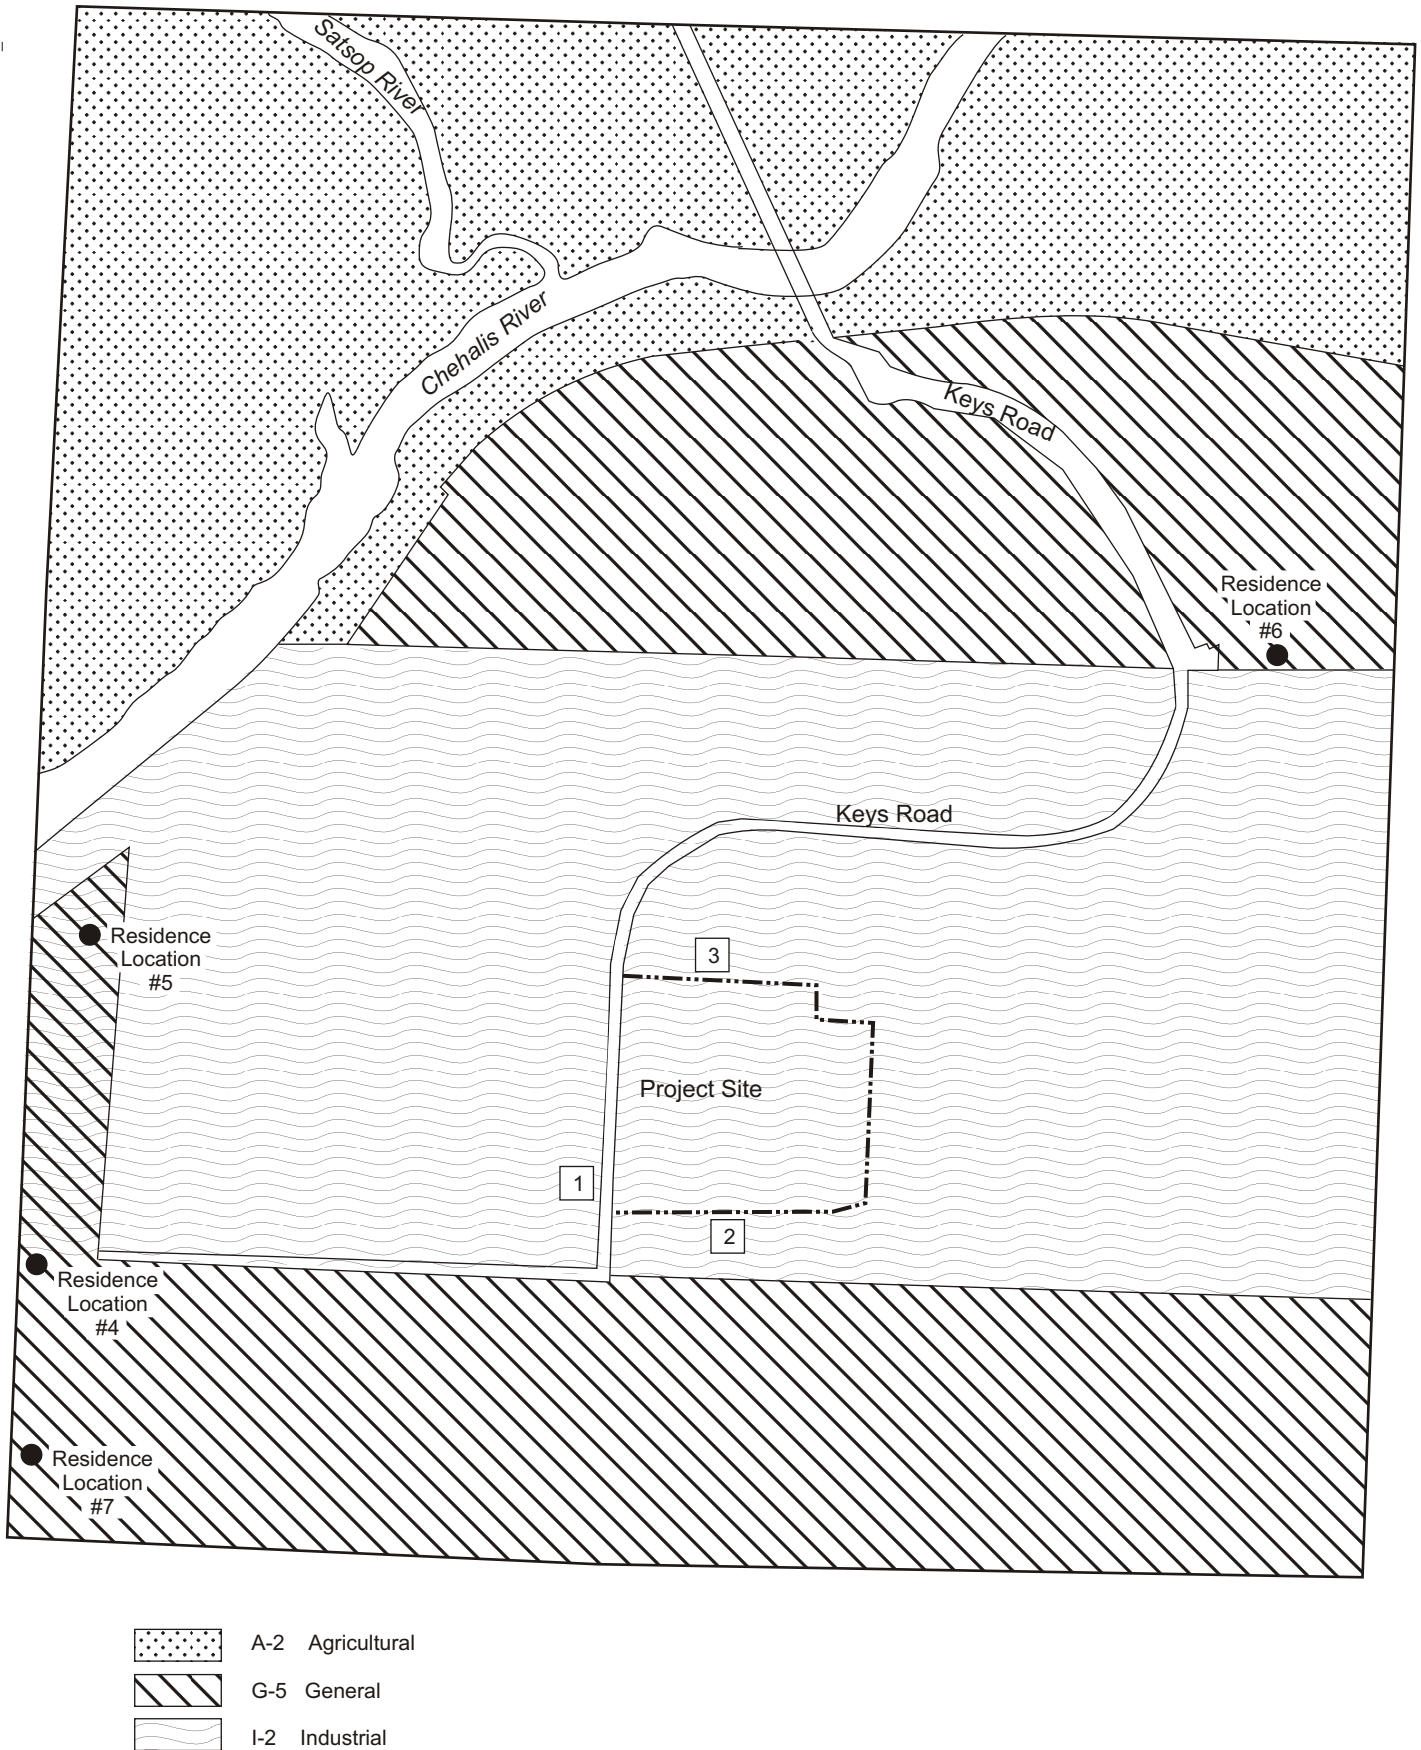 Satsop River
Chehalis River
Keys Road
Residence
Location
#6
Keys Road
Residence
Location
#5
3
Project Site
1
2
Residence
Location
#4
Residence
Location
#7
A-2 Agricultural
G-5 General
I-2 Industrial